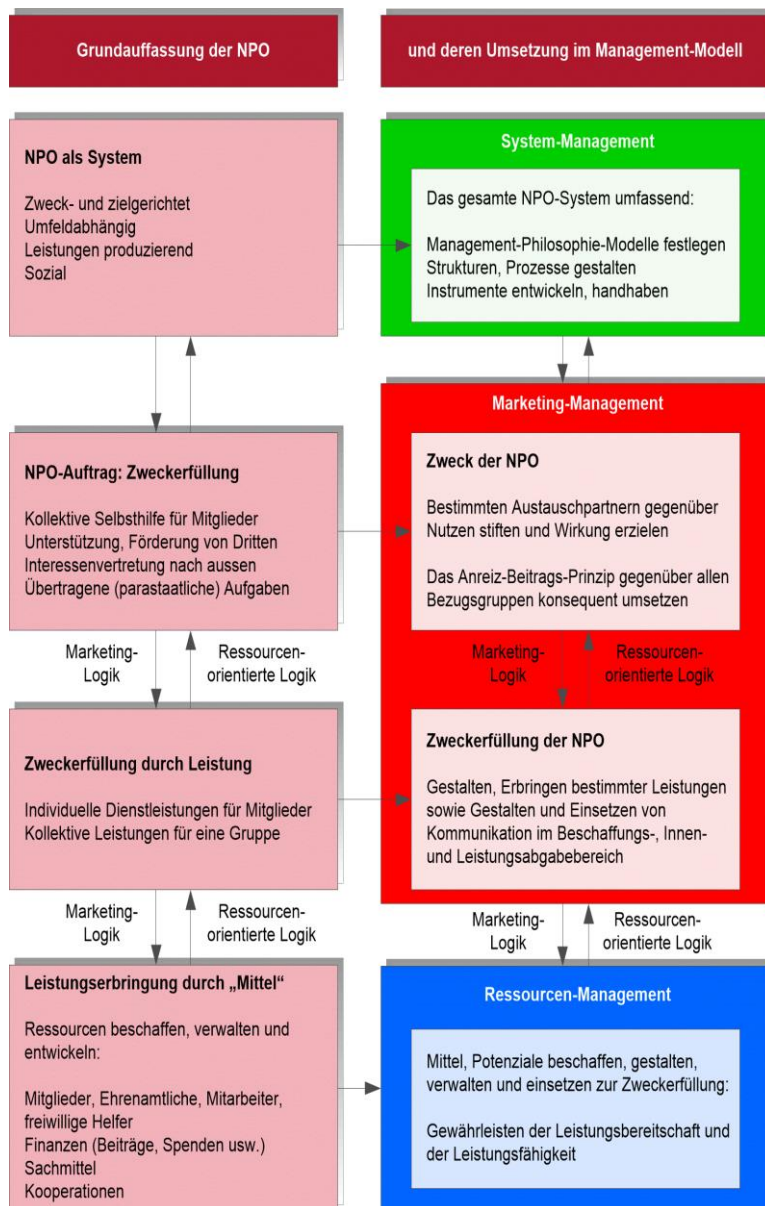 Grundauffassung der NPO
und deren Umsetzung im Management-Modell
NPO als System
Zweck- und zielgerichtet
Umfeldabhängig
Leistungen produzierend
Sozial
System-Management
Das gesamte NPO-System umfassend:
Management-Philosophie-Modelle festlegen
Strukturen, Prozesse gestalten
Instrumente entwickeln, handhaben
NPO-Auftrag: Zweckerfüllung
Kollektive Selbsthilfe für Mitglieder
Unterstützung, Förderung von Dritten
Interessenvertretung nach aussen
Übertragene (parastaatliche) Aufgaben
Marketing-Management
Zweck der NPO
Bestimmten Austauschpartnern gegenüber
Nutzen stiften und Wirkung erzielen
Das Anreiz-Beitrags-Prinzip gegenüber allen
Bezugsgruppen konsequent umsetzen
Marketing-
Logik
Ressourcen-
orientierte Logik
Marketing-
Logik
Ressourcen-
orientierte Logik
Zweckerfüllung durch Leistung
Individuelle Dienstleistungen für Mitglieder
Kollektive Leistungen für eine Gruppe
Zweckerfüllung der NPO
Gestalten, Erbringen bestimmter Leistungen
sowie Gestalten und Einsetzen von
Kommunikation im Beschaffungs-, Innen-
und Leistungsabgabebereich
Marketing-
Logik
Ressourcen-
orientierte Logik
Marketing-
Logik
Ressourcen-
orientierte Logik
Leistungserbringung durch „Mittel“
Ressourcen beschaffen, verwalten und
entwickeln:
Mitglieder, Ehrenamtliche, Mitarbeiter,
freiwillige Helfer
Finanzen (Beiträge, Spenden usw.)
Sachmittel
Kooperationen
Ressourcen-Management
Mittel, Potenziale beschaffen, gestalten,
verwalten und einsetzen zur Zweckerfüllung:
Gewährleisten der Leistungsbereitschaft und
der Leistungsfähigkeit